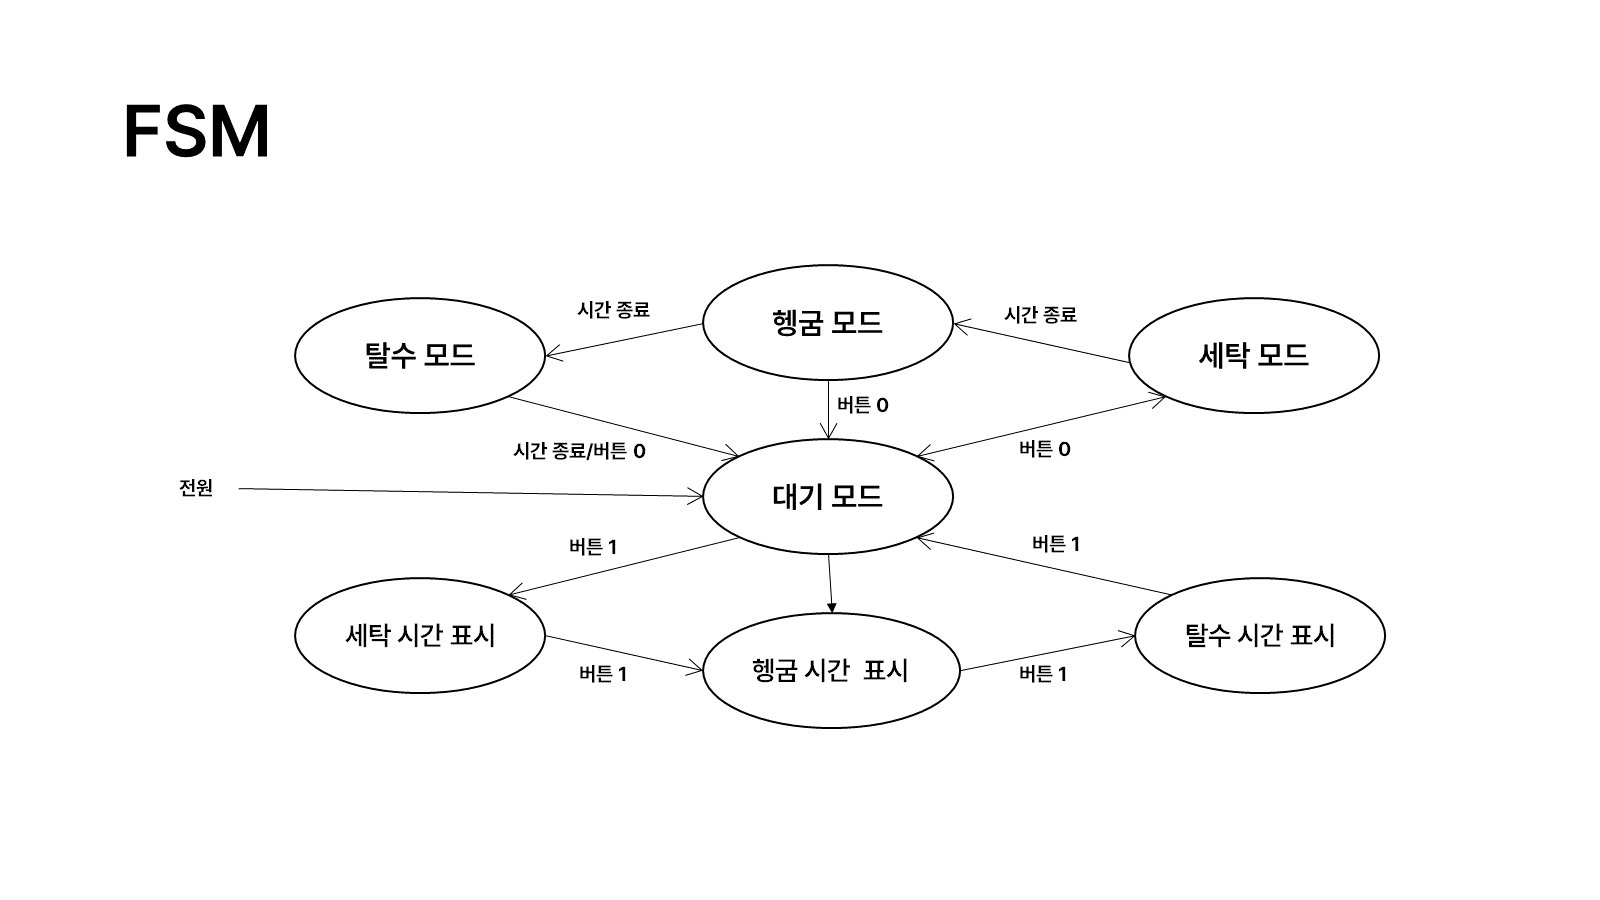 FSM
시간 종료
헹굼 모드
시간 종료
탈수 모드
세탁 모드
버튼 0
시간 종료/버튼 0
버튼 0
전원
대기 모드
버튼 1
버튼 1
세탁 시간 표시
헹굼 시간 표시
탈수 시간 표시
버튼 1
버튼 1